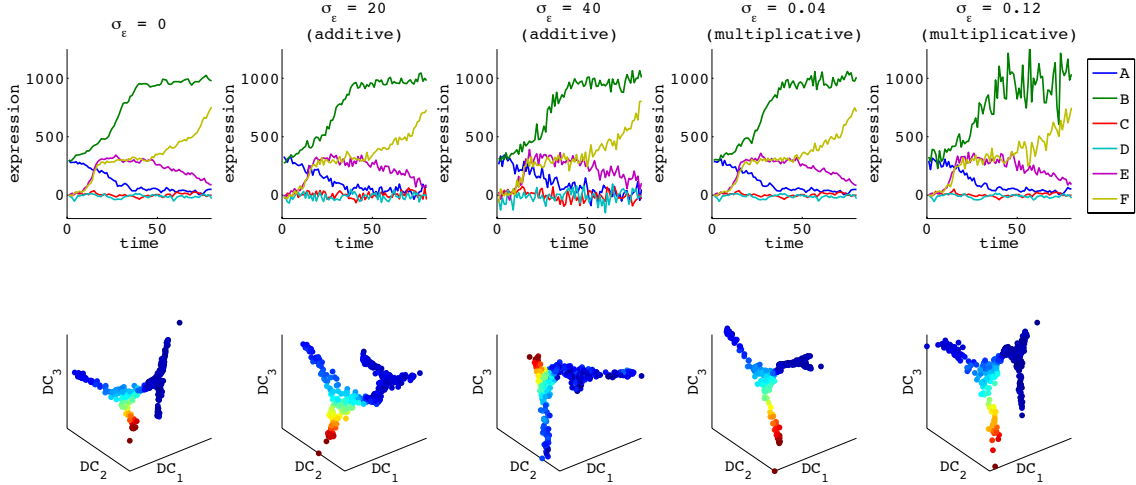 σε = 0
σε = 20
(additive)
σε = 40
(additive)
σε = 0.04
(multiplicative)
σε = 0.12
(multiplicative)
expression
1000
500
0
0
50
time
expression
1000
500
0
0
50
time
expression
1000
500
0
0
50
time
expression
1000
500
0
0
50
time
expression
1000
500
0
0
50
time
A
B
C
D
E
F
DC3
DC2
DC1
DC3
DC2
DC1
DC3
DC2
DC1
DC3
DC2
DC1
DC3
DC2
DC1